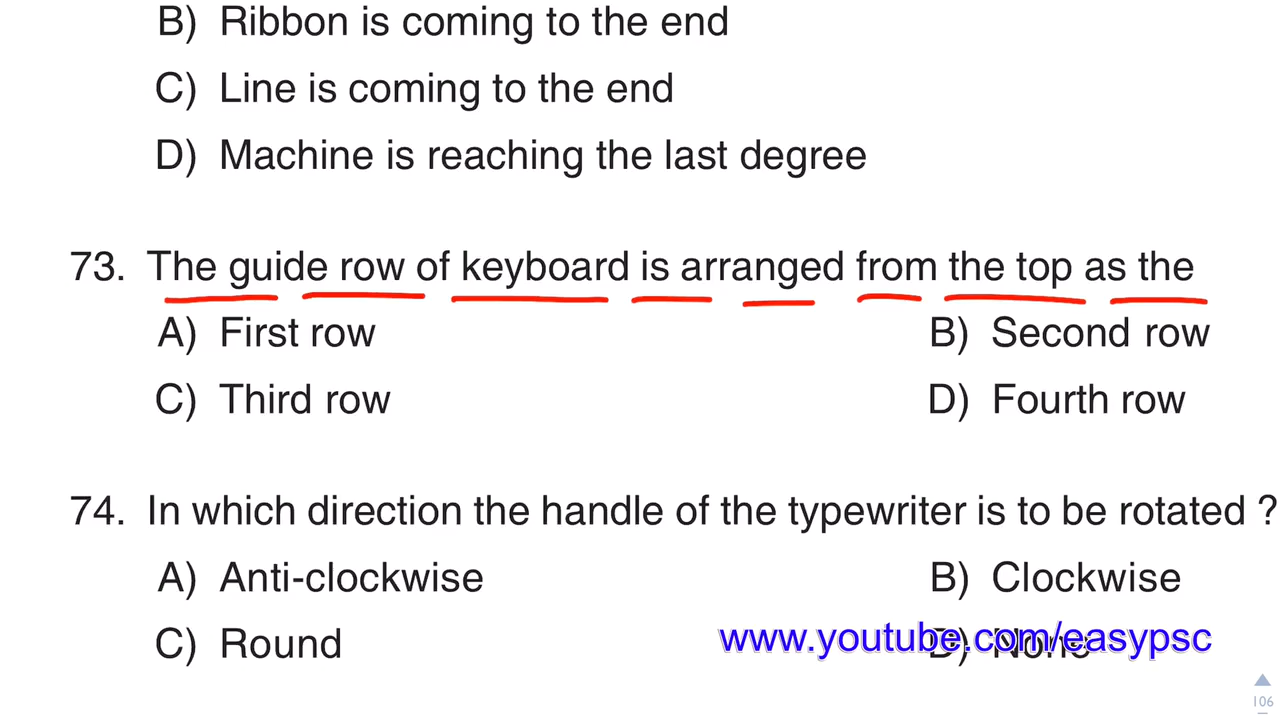 B) Ribbon is coming to the end
C) Line is coming to the end
D) Machine is reaching the last degree
73. The guide row of keyboard is arranged from the top as the
A) First row B) Second row
C) Third row D) Fourth row
74. In which direction the handle of the typewriter is to be rotated ?
A) Anti-clockwise B) Clockwise
C) Round D) None
www.youtube.com/easypsc
106